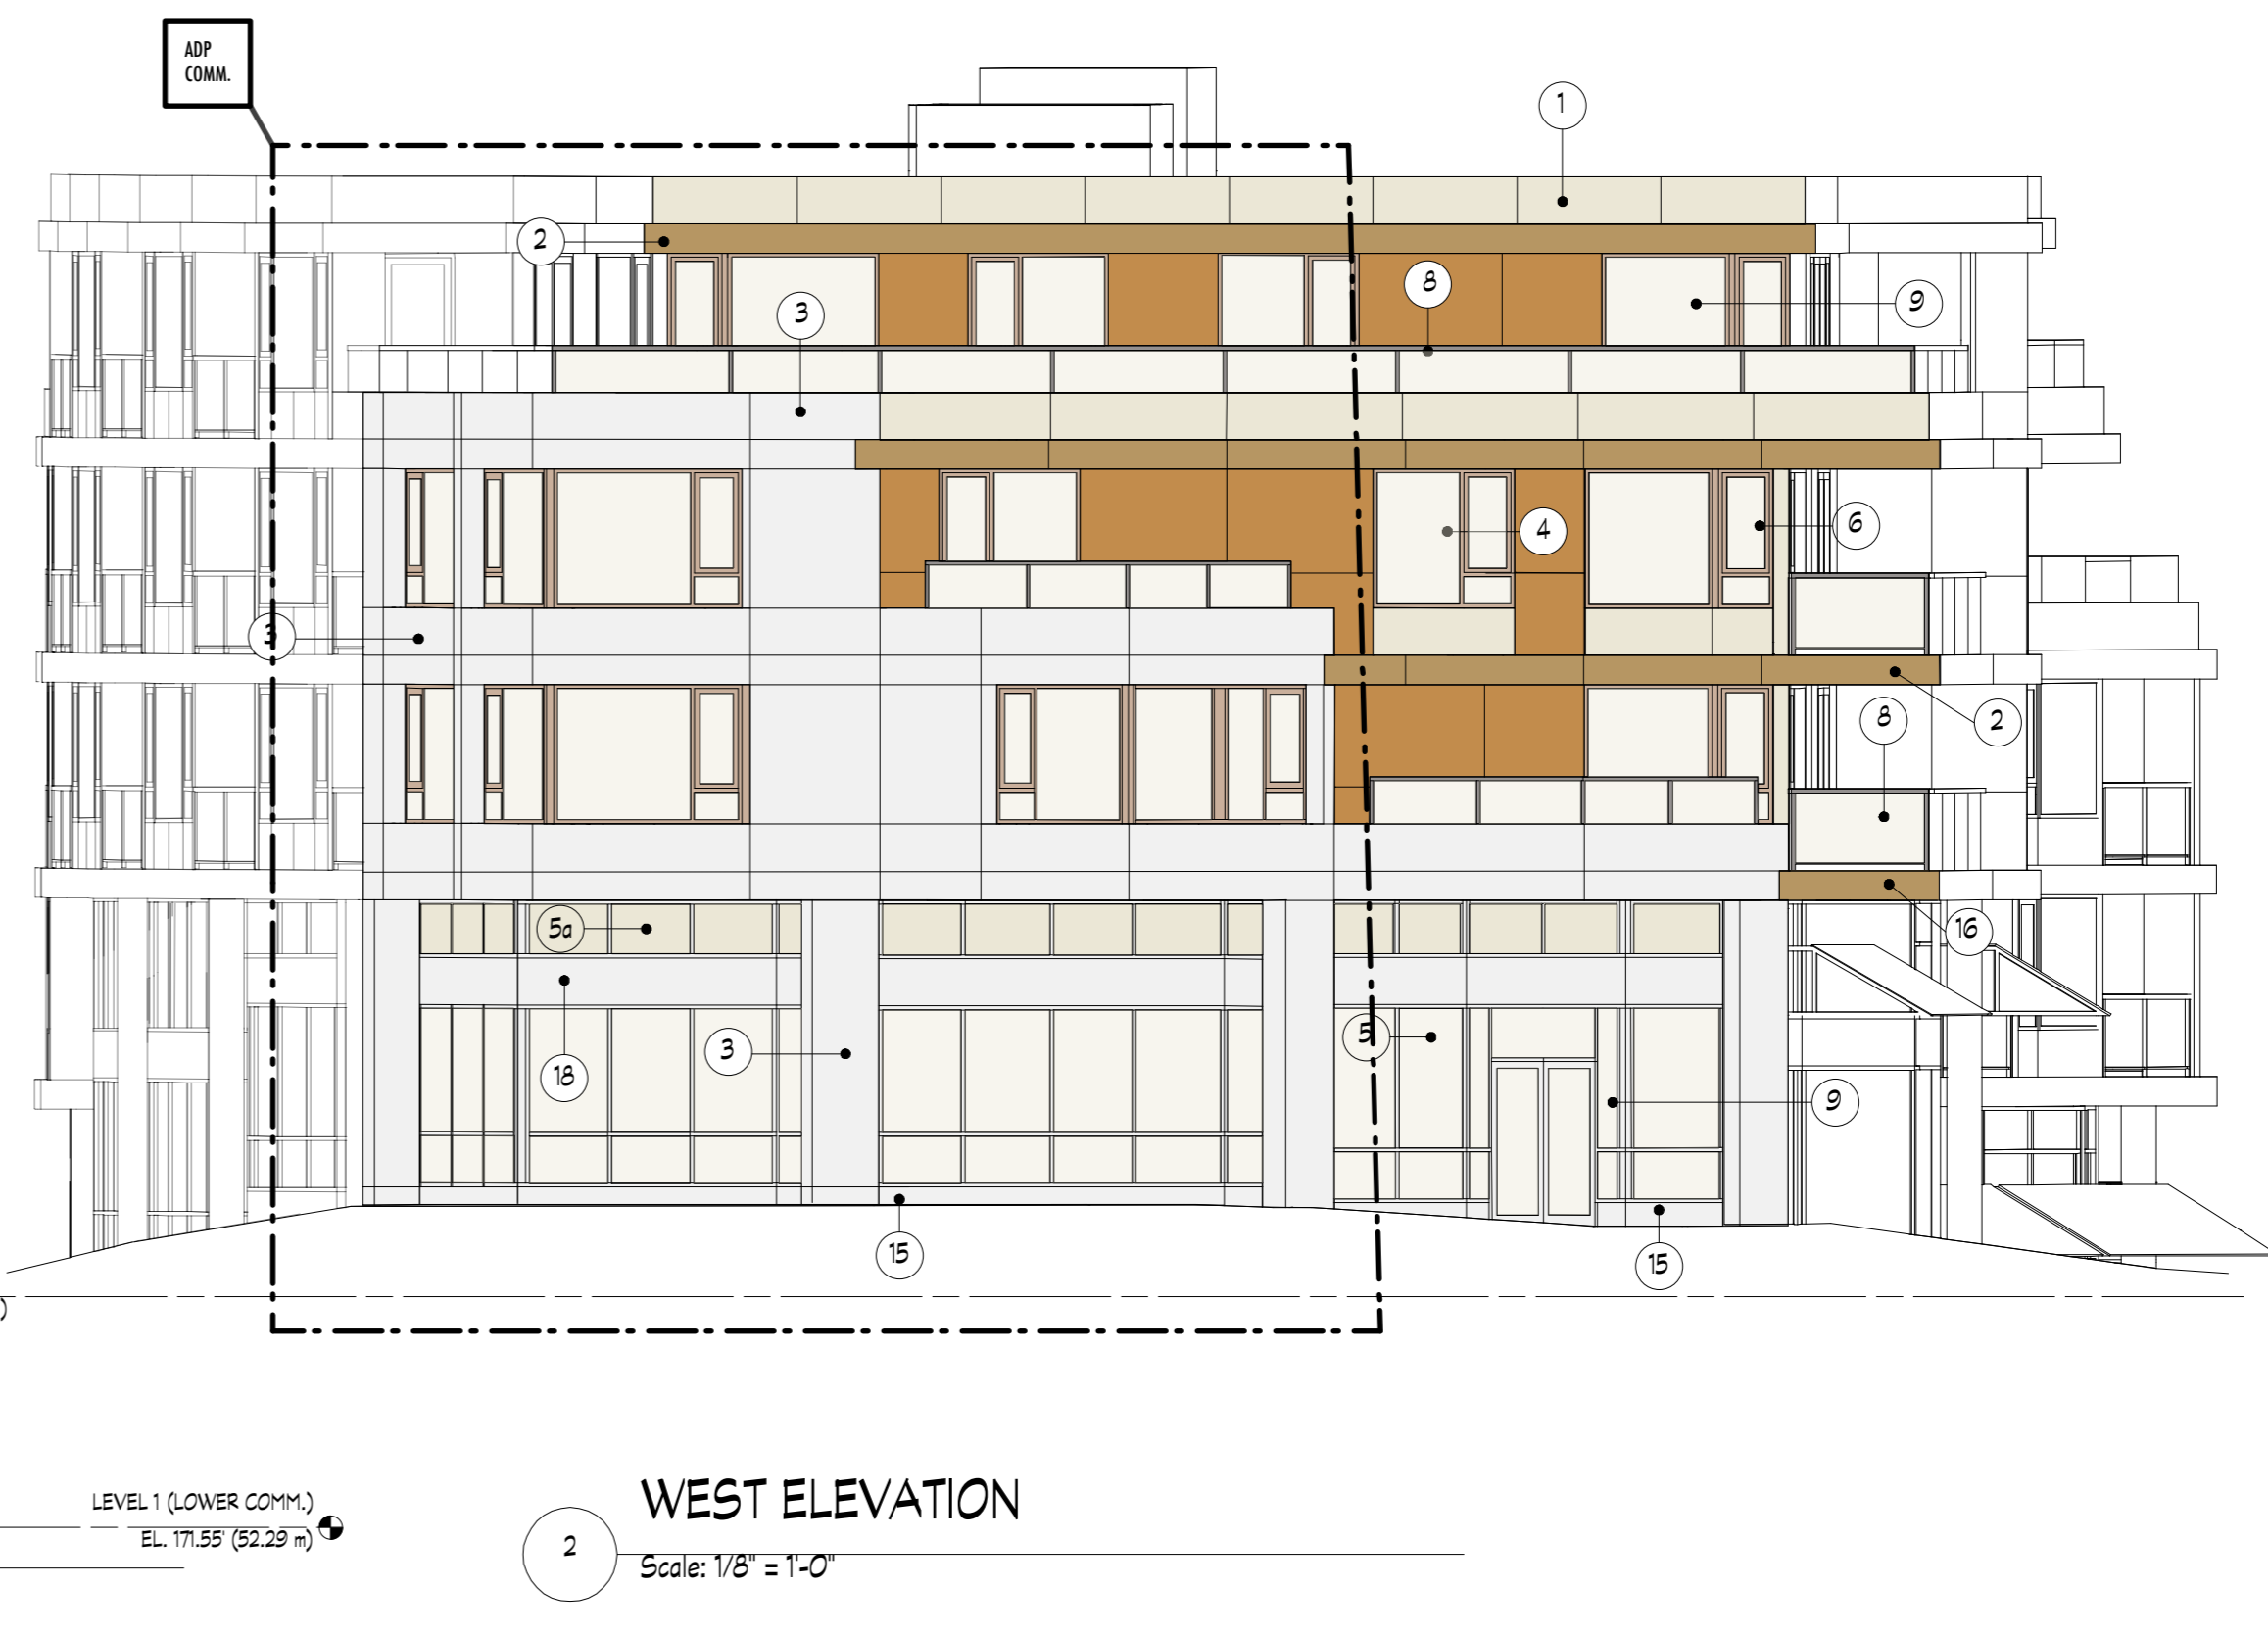 ADP
COMM.
1
2
8
9
3
4
6
3
2
8
5a
16
5
3
18
9
15
15
)
LEVEL 1 (LOWER COMM.)
EL. 171.55' (52.29 m)
2
WEST ELEVATION
Scale: 1/8" = 1'-0"